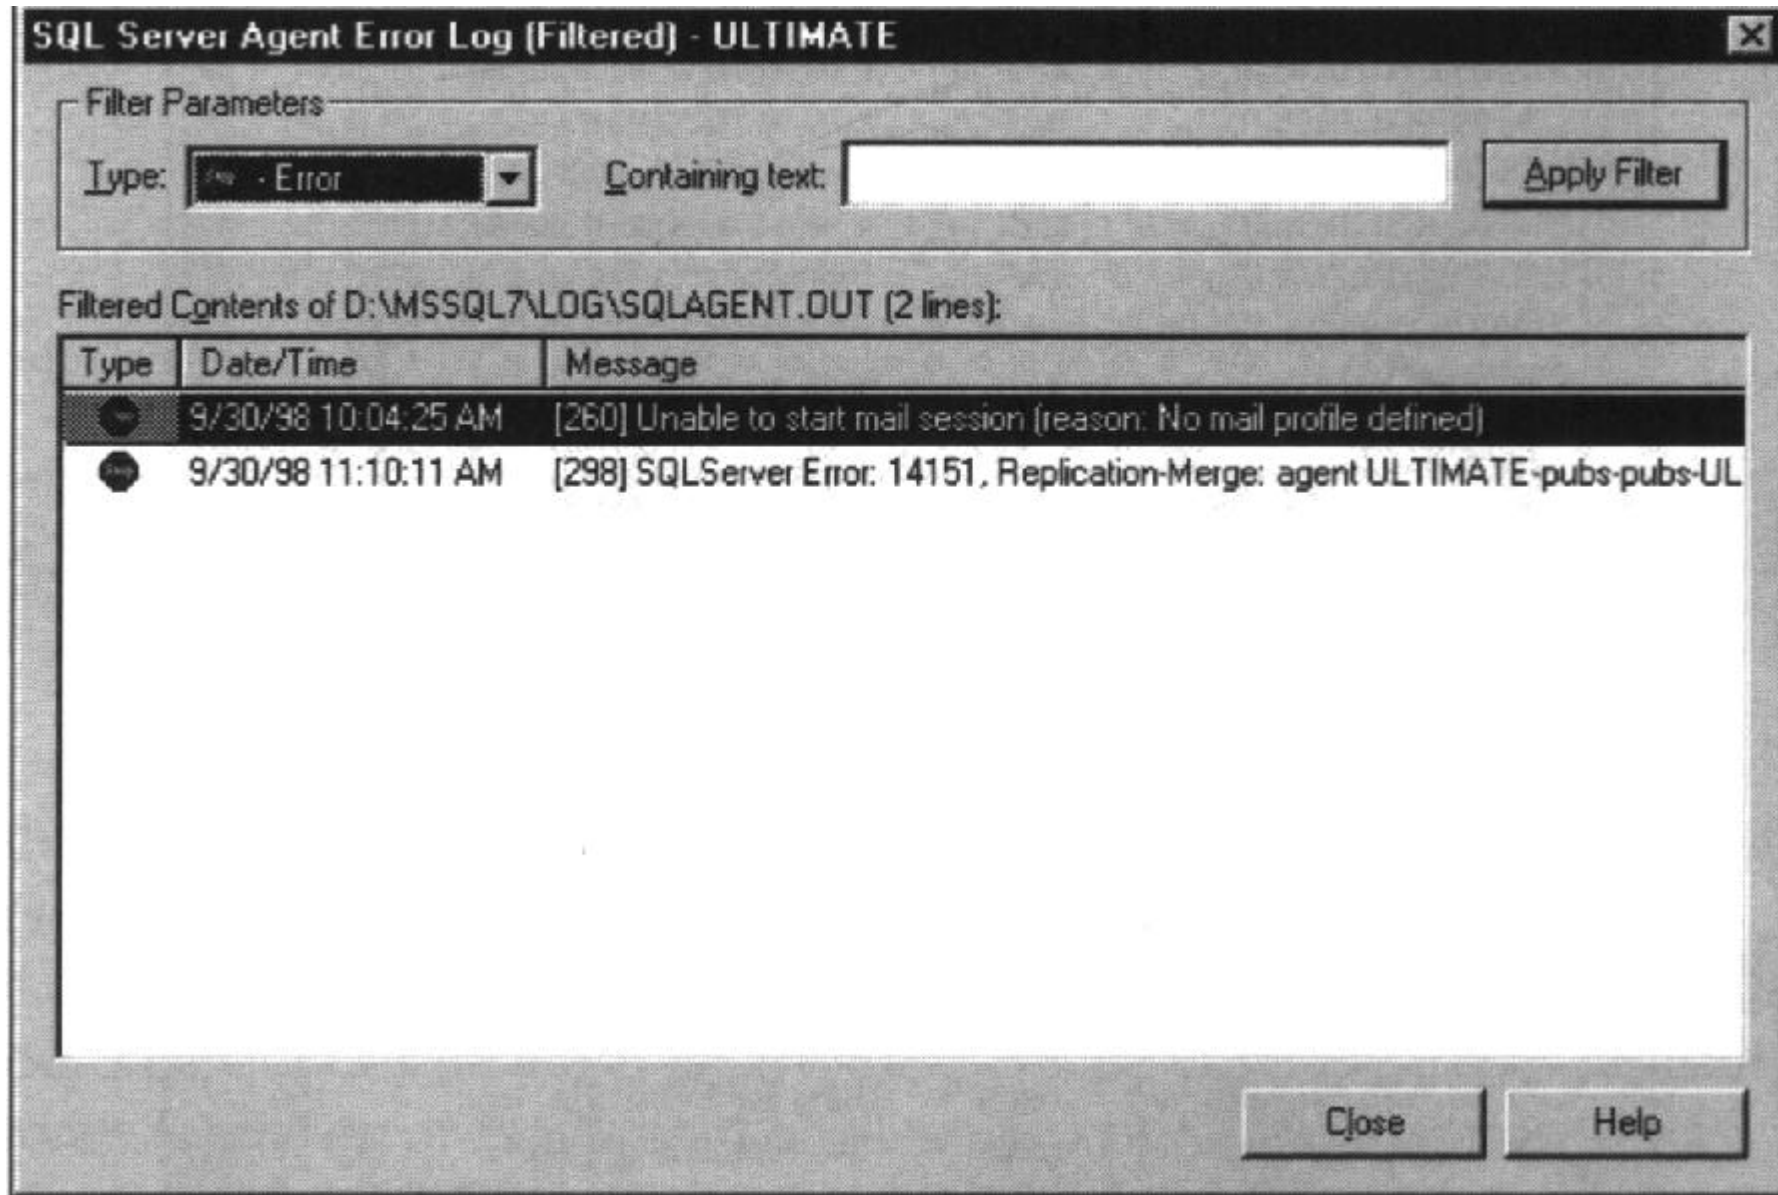 SQL Server Agent Error Log (Filtered) - ULTIMATE
Filter Parameters
Type: - Error Containing text: Apply Filter
Filtered Contents of D:\MSSQL7\LOG\SQLAGENT.OUT (2 lines):
Type Date/Time Message
9/30/98 10:04:25 AM [260] Unable to start mail session (reason: No mail profile defined)
9/30/98 11:10:11 AM [298] SQLServer Error: 14151, Replication-Merge: agent ULTIMATE-pubs-pubs-UL
Close Help